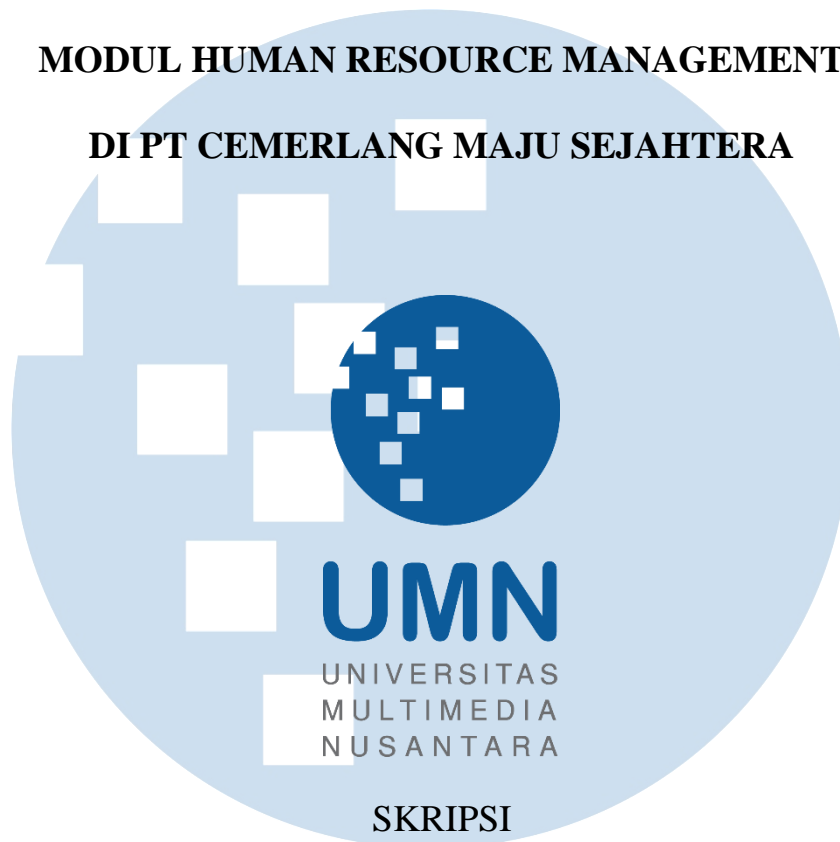 MODUL HUMAN RESOURCE MANAGEMENT
DI PT CEMERLANG MAJU SEJAHTERA
UMN
UNIVERSITAS
MULTIMEDIA
NUSANTARA
SKRIPSI